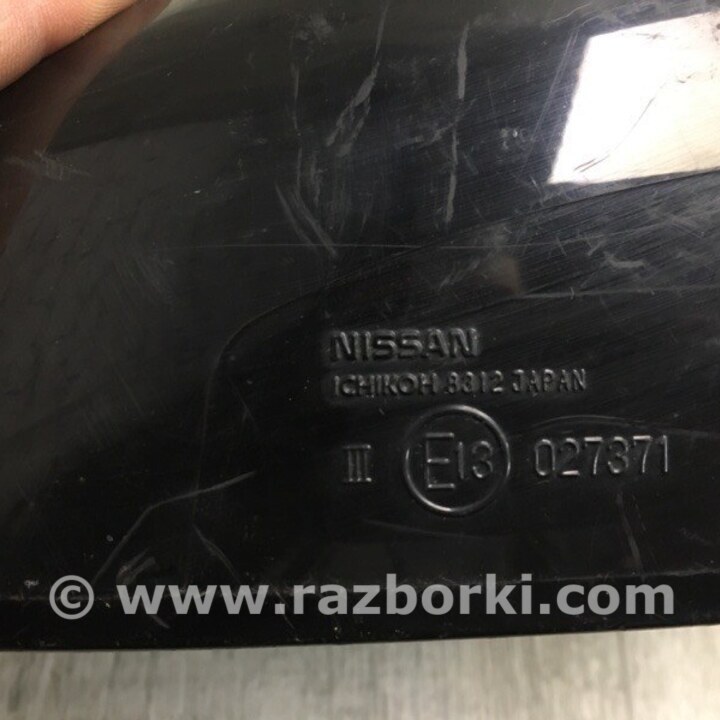 NISSAN
ICHIKOH 8312 JAPAN
III E13 027371
© www.razborki.com